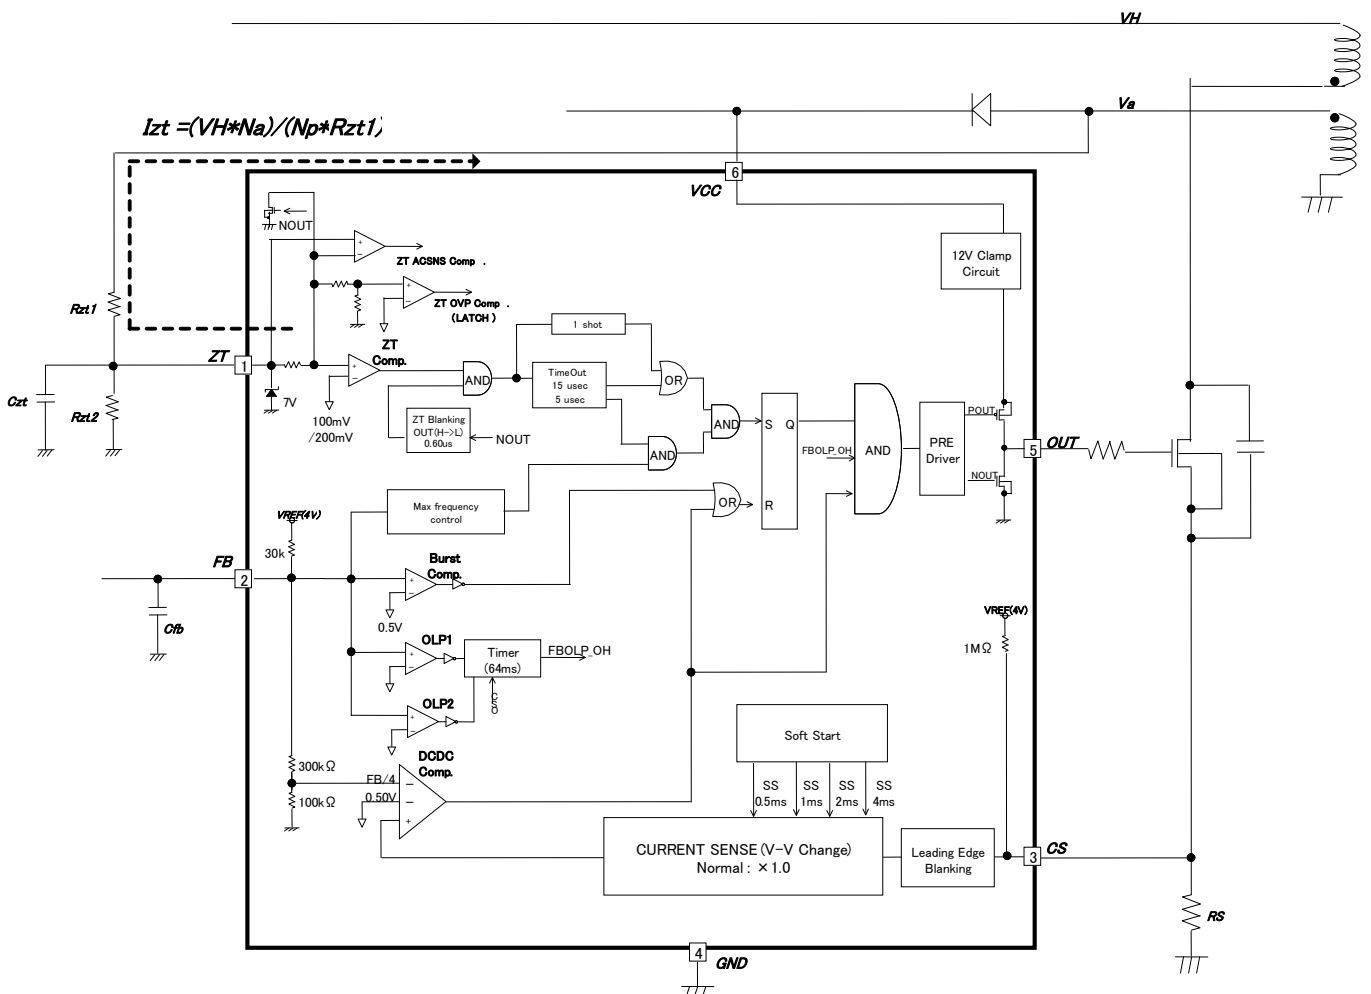 VH
Va
Izt =(VH*Na)/(Np*Rzt1)
6
VCC
NOUT
ZT ACSNS Comp .
12V Clamp
Circuit
ZT OVP Comp .
(LATCH )
Rzt1
1 shot
ZT
Comp.
ZT
1
AND
TimeOut
15 usec
5 usec
OR
7V
Czt
Rzt2
100mV
/200mV
ZT Blanking
OUT(H->L)
0.60us
NOUT
AND
S
Q
POUT
PRE
Driver
FBOLP_OH
AND
5
OUT
AND
NOUT
VREF(4V)
Max frequency
control
OR
R
30k
FB
2
Burst
Comp.
0.5V
Cfb
VREF(4V)
OLP1
Timer
(64ms)
FBOLP_OH
1MΩ
CSO
OLP2
Soft Start
DCDC
Comp.
300kΩ
FB/4
−
0.50V
−
100kΩ
+
SS
0.5ms
SS
1ms
SS
2ms
SS
4ms
CURRENT SENSE (V-V Change)
Normal : ×1.0
Leading Edge
Blanking
3
CS
RS
4
GND